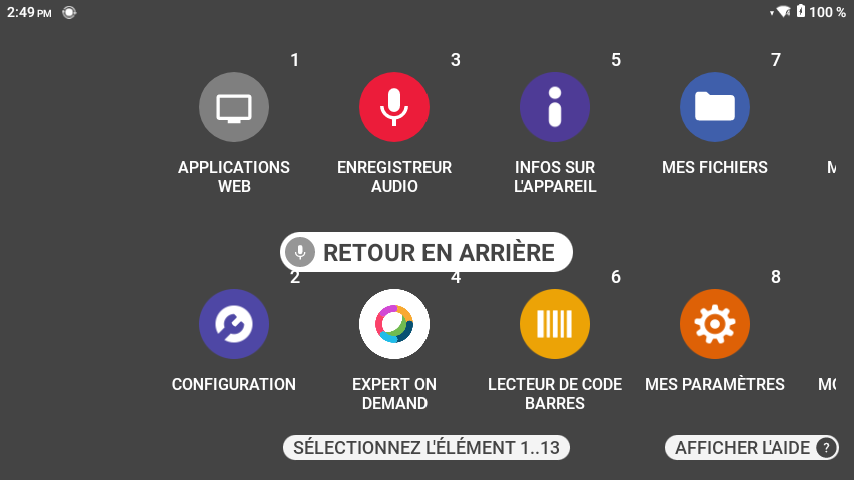 2:49 PM
100 %
1
3
5
7
APPLICATIONS
WEB
ENREGISTREUR
AUDIO
INFOS SUR
L'APPAREIL
MES FICHIERS
RETOUR EN ARRIÈRE
2
4
6
8
CONFIGURATION
EXPERT ON
DEMAND
LECTEUR DE CODE
BARRES
MES PARAMÈTRES
SÉLECTIONNEZ L'ÉLÉMENT 1..13
AFFICHER L'AIDE ?